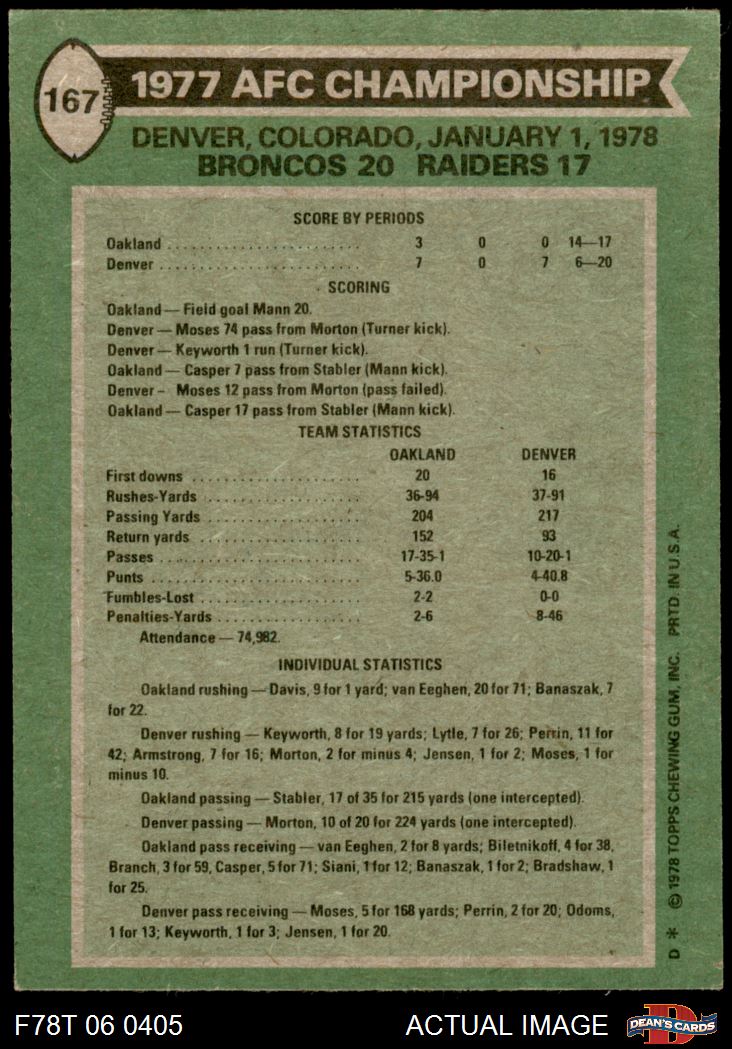 167
1977 AFC CHAMPIONSHIP
DENVER, COLORADO, JANUARY 1, 1978
BRONCOS 20 RAIDERS 17
SCORE BY PERIODS
Oakland . . . . . . . . . . . . . . . . . . . . . . . . 3 0 0 14—17
Denver . . . . . . . . . . . . . . . . . . . . . . . . . 7 0 7 6—20
SCORING
Oakland — Field goal Mann 20.
Denver — Moses 74 pass from Morton (Turner kick).
Denver — Keyworth 1 run (Turner kick).
Oakland — Casper 7 pass from Stabler (Mann kick).
Denver – Moses 12 pass from Morton (pass failed).
Oakland — Casper 17 pass from Stabler (Mann kick).
TEAM STATISTICS
OAKLAND DENVER
First downs . . . . . . . . . . . . . . . . . . . . . 20 16
Rushes-Yards . . . . . . . . . . . . . . . . . . . 36-94 37-91
Passing Yards . . . . . . . . . . . . . . . . . . . 204 217
Return yards . . . . . . . . . . . . . . . . . . . . 152 93
Passes . . . . . . . . . . . . . . . . . . . . . . . . . 17-35-1 10-20-1
Punts . . . . . . . . . . . . . . . . . . . . . . . . . . 5-36.0 4-40.8
Fumbles-Lost . . . . . . . . . . . . . . . . . . . 2-2 0-0
Penalties-Yards . . . . . . . . . . . . . . . . . 2-6 8-46
Attendance — 74,982.
INDIVIDUAL STATISTICS
Oakland rushing — Davis, 9 for 1 yard; van Eeghen, 20 for 71; Banaszak, 7
for 22.
Denver rushing — Keyworth, 8 for 19 yards; Lytle, 7 for 26; Perrin, 11 for
42; Armstrong, 7 for 16; Morton, 2 for minus 4; Jensen, 1 for 2; Moses, 1 for
minus 10.
Oakland passing — Stabler, 17 of 35 for 215 yards (one intercepted).
Denver passing — Morton, 10 of 20 for 224 yards (one intercepted).
Oakland pass receiving — van Eeghen, 2 for 8 yards; Biletnikoff, 4 for 38,
Branch, 3 for 59, Casper, 5 for 71; Siani, 1 for 12; Banaszak, 1 for 2; Bradshaw, 1
for 25.
Denver pass receiving — Moses, 5 for 168 yards; Perrin, 2 for 20; Odoms,
1 for 13; Keyworth, 1 for 3; Jensen, 1 for 20.
D * © 1978 TOPPS CHEWING GUM, INC. PRTD. IN U.S.A.
F78T 06 0405
ACTUAL IMAGE
D
DEAN'S CARDS